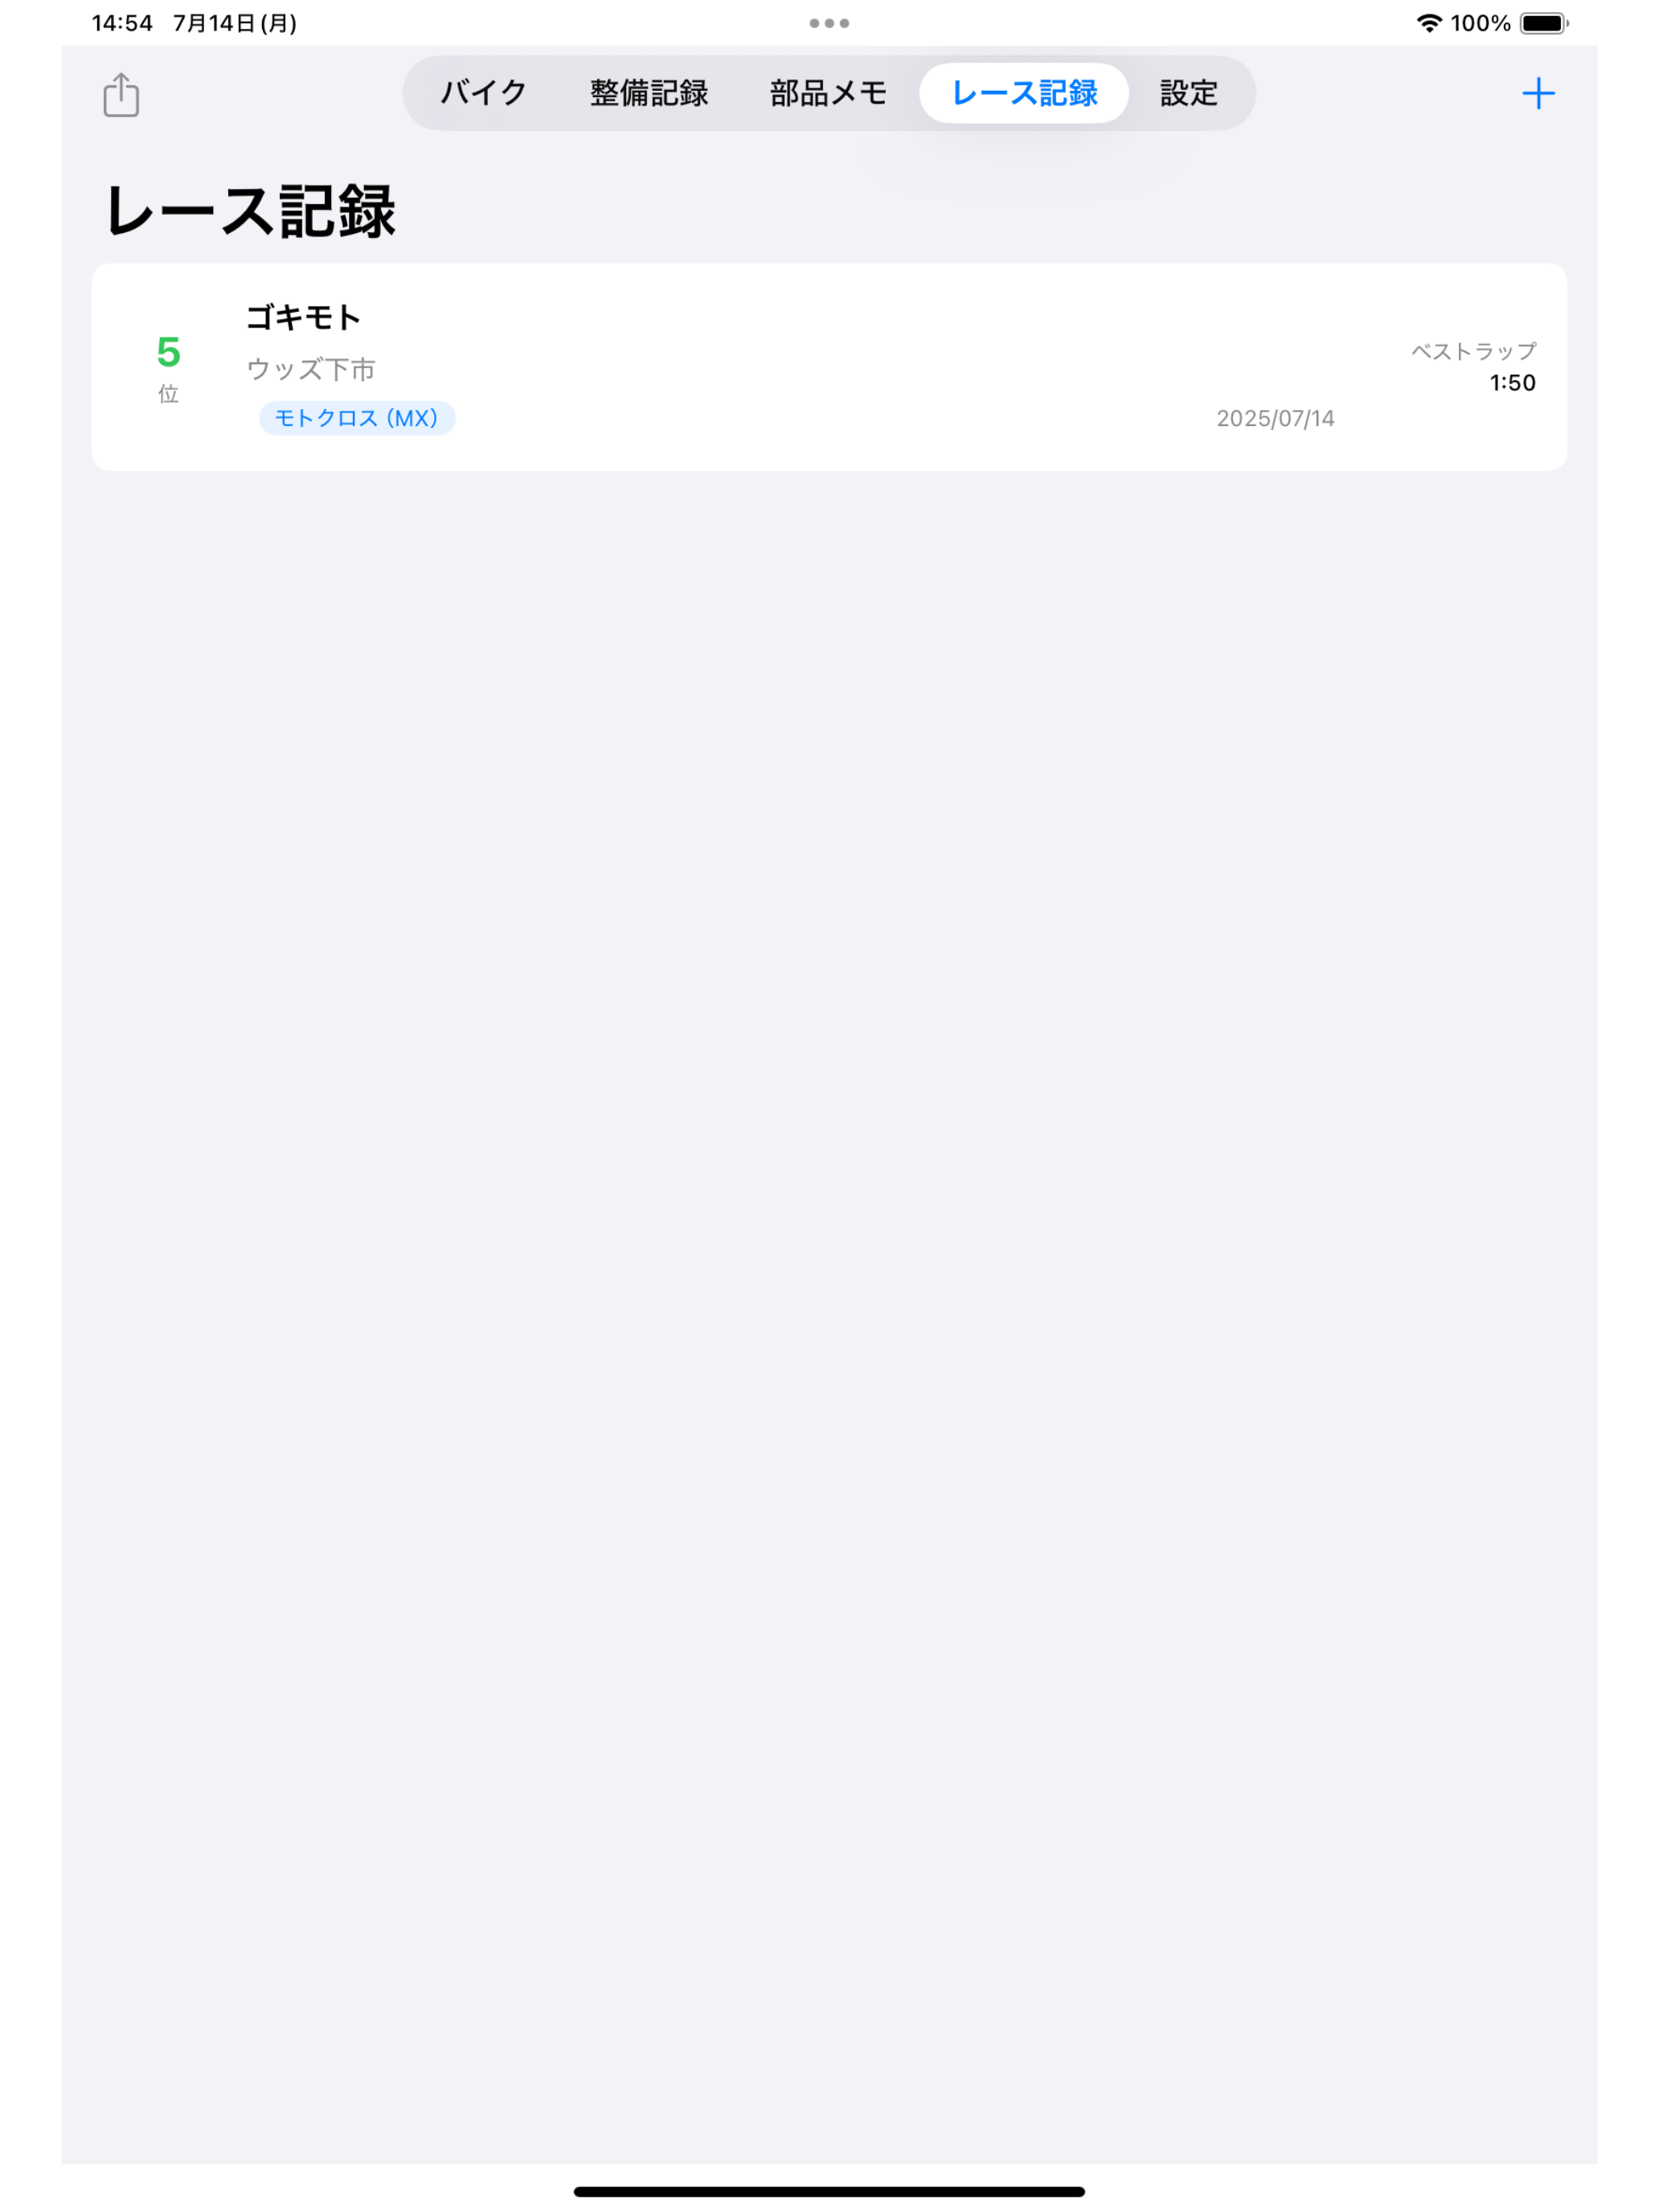 14:54 7月14日(月)
100%
バイク 整備記録 部品メモ レース記録 設定
レース記録
ゴキモト
5
位
ウッズ下市
モトクロス (MX)
2025/07/14
ベストラップ
1:50